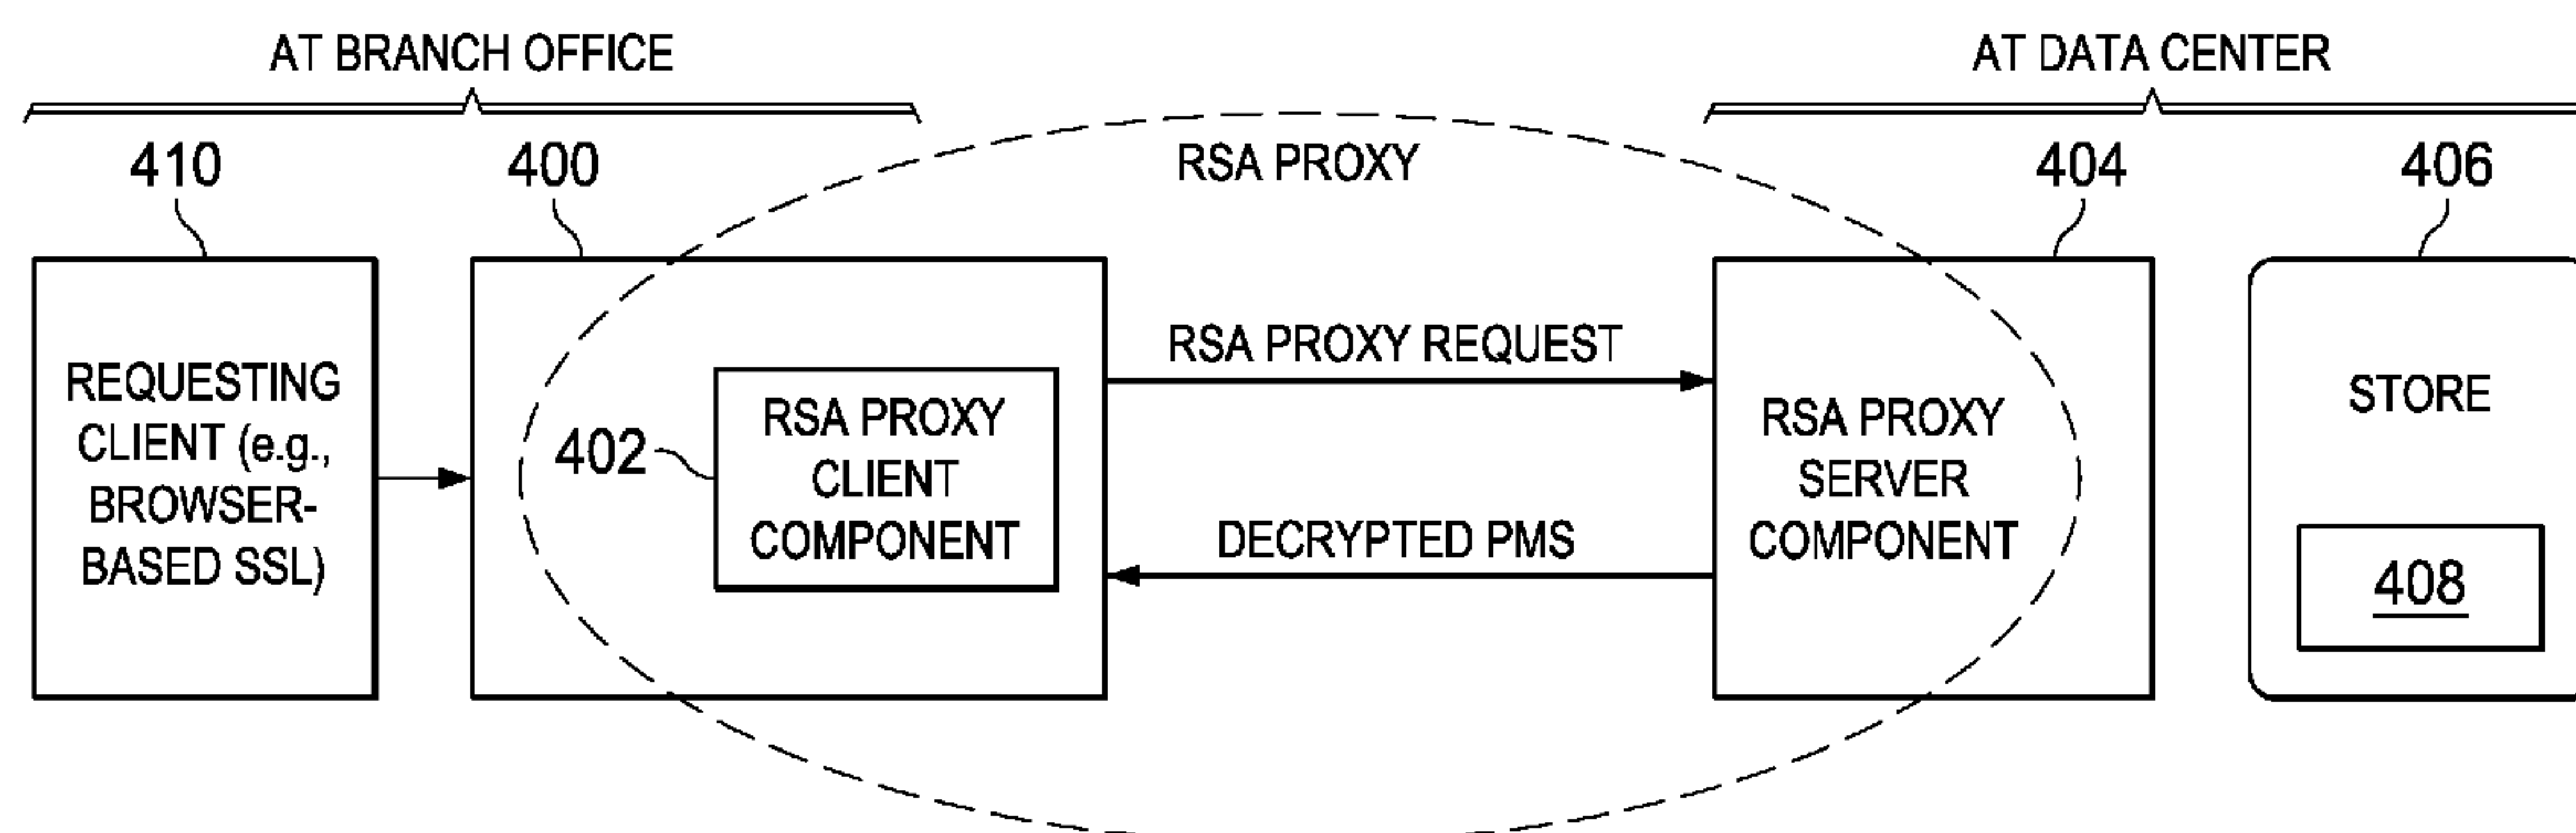 AT BRANCH OFFICE
AT DATA CENTER
410
400
RSA PROXY
404
406
REQUESTING
CLIENT (e.g.,
BROWSER-
BASED SSL)
402
RSA PROXY
CLIENT
COMPONENT
RSA PROXY REQUEST
DECRYPTED PMS
RSA PROXY
SERVER
COMPONENT
STORE
408